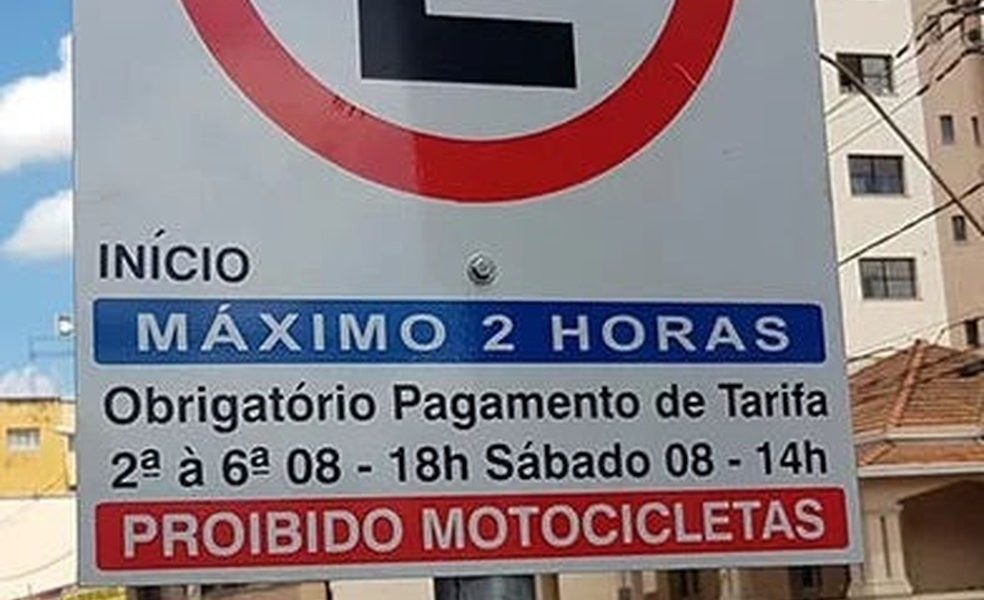 E
INÍCIO
MÁXIMO 2 HORAS
Obrigatório Pagamento de Tarifa
2ª à 6ª 08 - 18h Sábado 08 - 14h
PROIBIDO MOTOCICLETAS